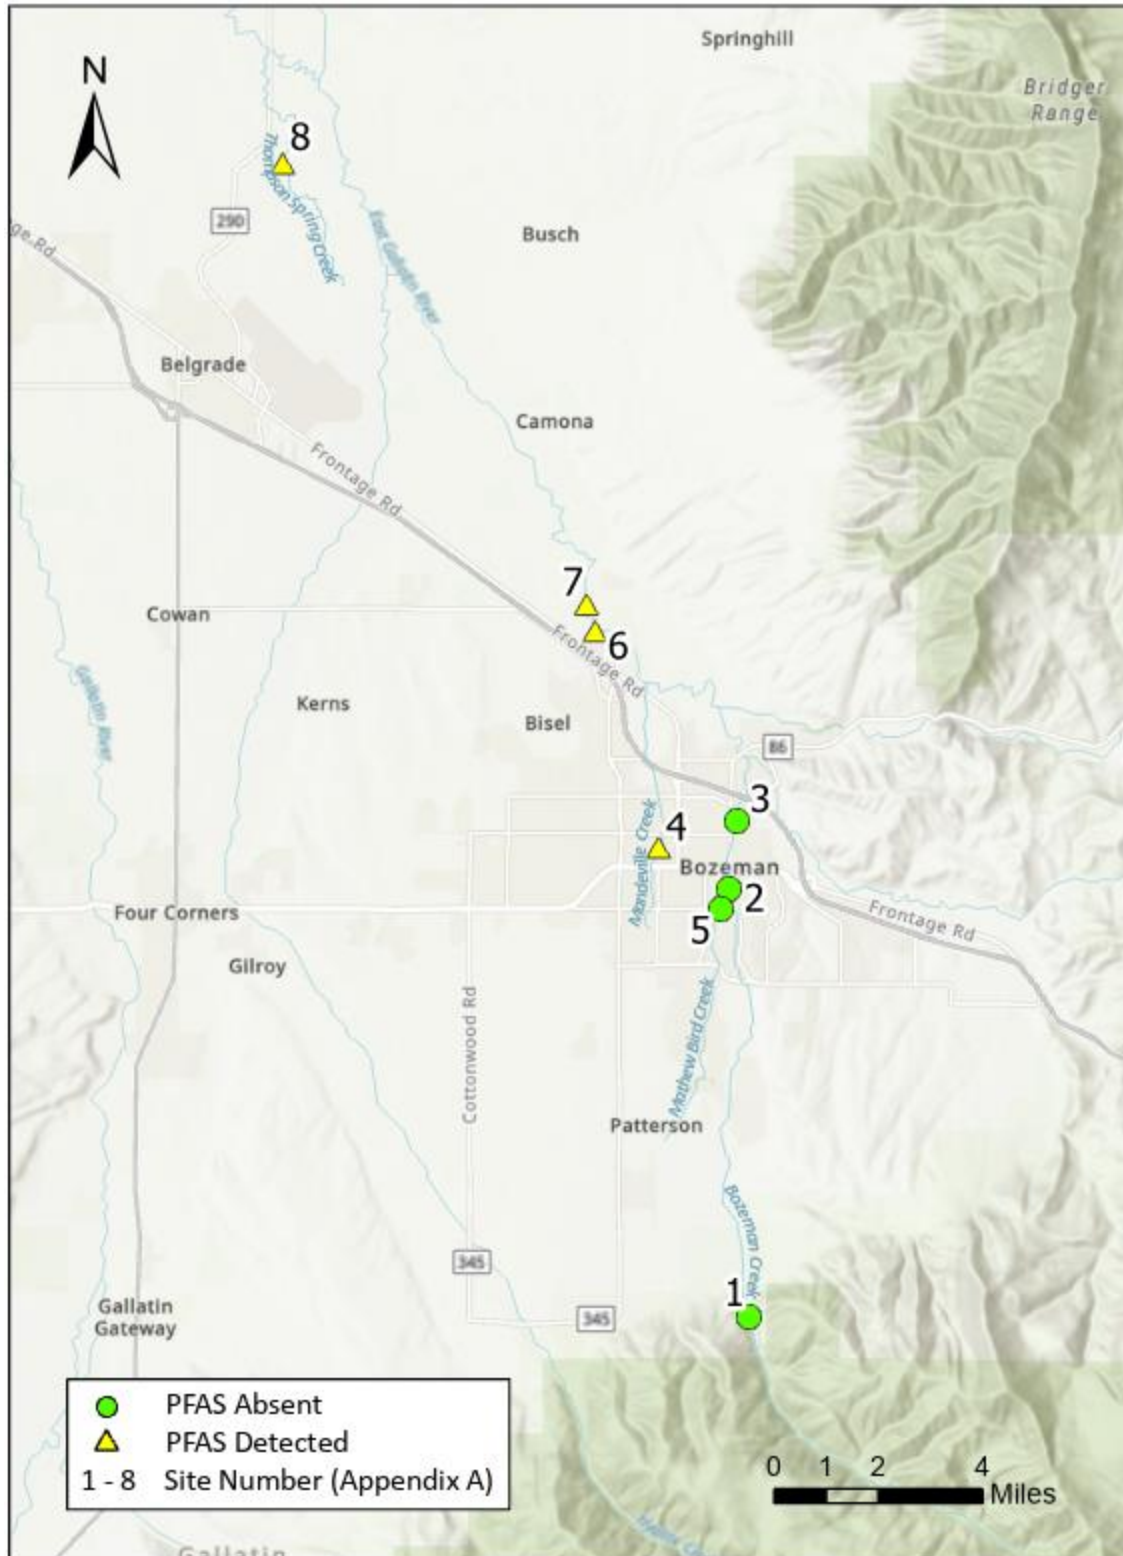 Springhill
Bridger
Range
N
8
Thompson Spring Creek
290
ge Rd
East Gallatin River
Busch
Belgrade
Camona
Frontage Rd
7
Cowan
6
Frontage Rd
Gallatin River
Kerns
Bisel
86
3
Mandeville Creek
4
Bozeman
2
Four Corners
5
Frontage Rd
Gilroy
Cottonwood Rd
Mathew Bird Creek
Patterson
Bozeman Creek
345
1
Gallatin
Gateway
345
PFAS Absent
PFAS Detected
1 - 8 Site Number (Appendix A)
0 1 2 4
Miles
Gallatin